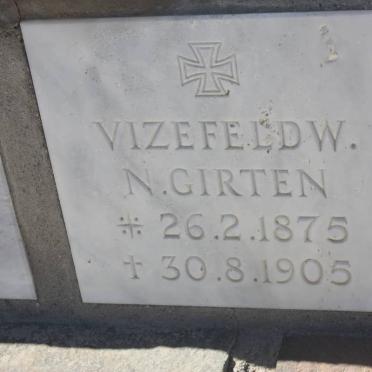 VIZEFELDW.
N. GIRTEN
* 26.2.1875
† 30.8.1905